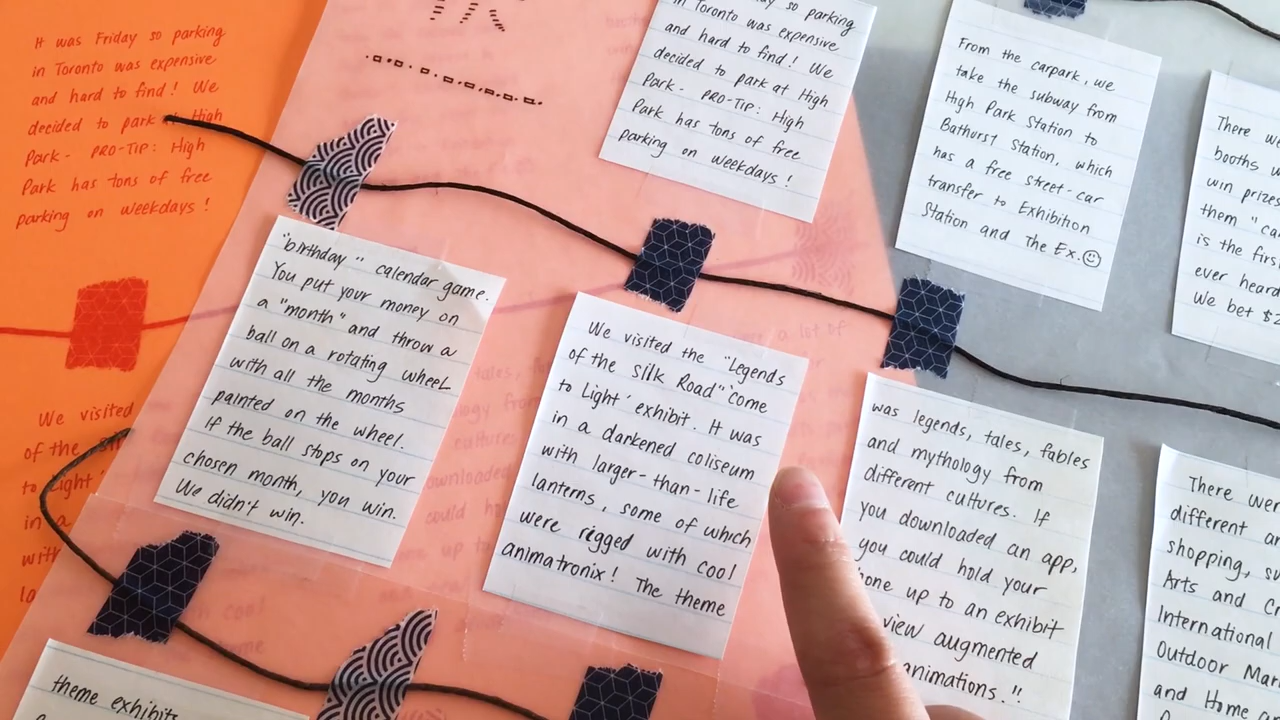 It was Friday so parking
in Toronto was expensive
and hard to find! We
decided to park High
Park - PRO-TIP: High
Park has tons of free
parking on weekdays!
We visited
of the
in a
with
so parking
in Toronto was expensive
and hard to find! We
decided to park at High
Park - PRO-TIP: High
Park has tons of free
parking on weekdays!
From the carpark, we
take the subway from
High Park Station to
Bathurst Station, which
has a free street-car
transfer to Exhibition
Station and The Ex.☺
There
booths
win prizes
them
is the
ever heard
We bet
"birthday" calendar game.
You put your money on
a "month" and throw a
ball on a rotating wheel
with all the months
painted on the wheel.
If the ball stops on your
chosen month, you win.
We didn't win.
We visited the "Legends
of the Silk Road" 'come
to Light' exhibit. It was
in a darkened coliseum
with larger-than-life
lanterns, some of which
were rigged with cool
animatronix! The theme
was legends, tales, fables
and mythology from
different cultures. If
you downloaded an app,
you could hold your
up to an exhibit
view augmented
animations.!!
There
different
shopping,
Arts and
International
Outdoor
and Home
theme exhibits